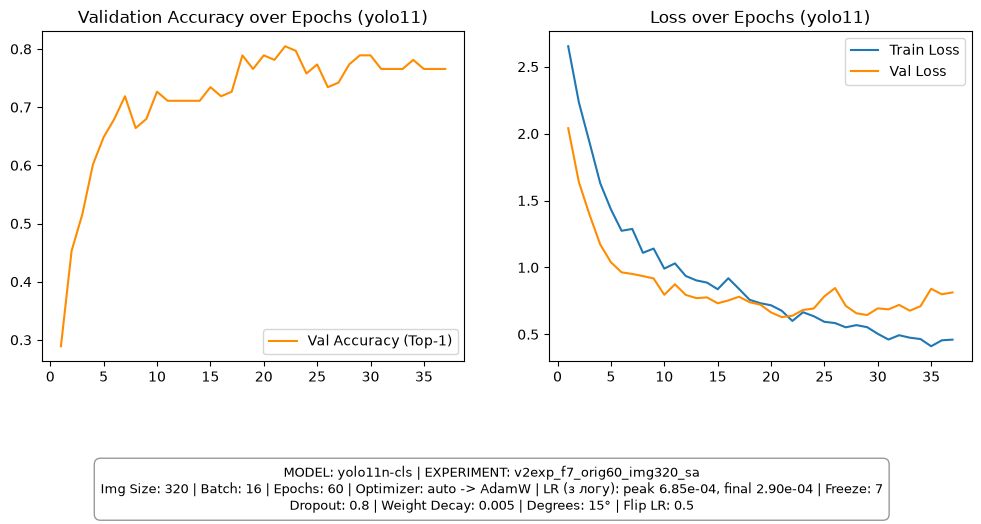 Validation Accuracy over Epochs (yolo11)
0.8
0.7
0.6
0.5
0.4
0.3
Val Accuracy (Top-1)
0 5 10 15 20 25 30 35
Loss over Epochs (yolo11)
Train Loss
Val Loss
2.5
2.0
1.5
1.0
0.5
0 5 10 15 20 25 30 35
MODEL: yolo11n-cls | EXPERIMENT: v2exp_f7_orig60_img320_sa
Img Size: 320 | Batch: 16 | Epochs: 60 | Optimizer: auto -> AdamW | LR (з логу): peak 6.85e-04, final 2.90e-04 | Freeze: 7
Dropout: 0.8 | Weight Decay: 0.005 | Degrees: 15° | Flip LR: 0.5